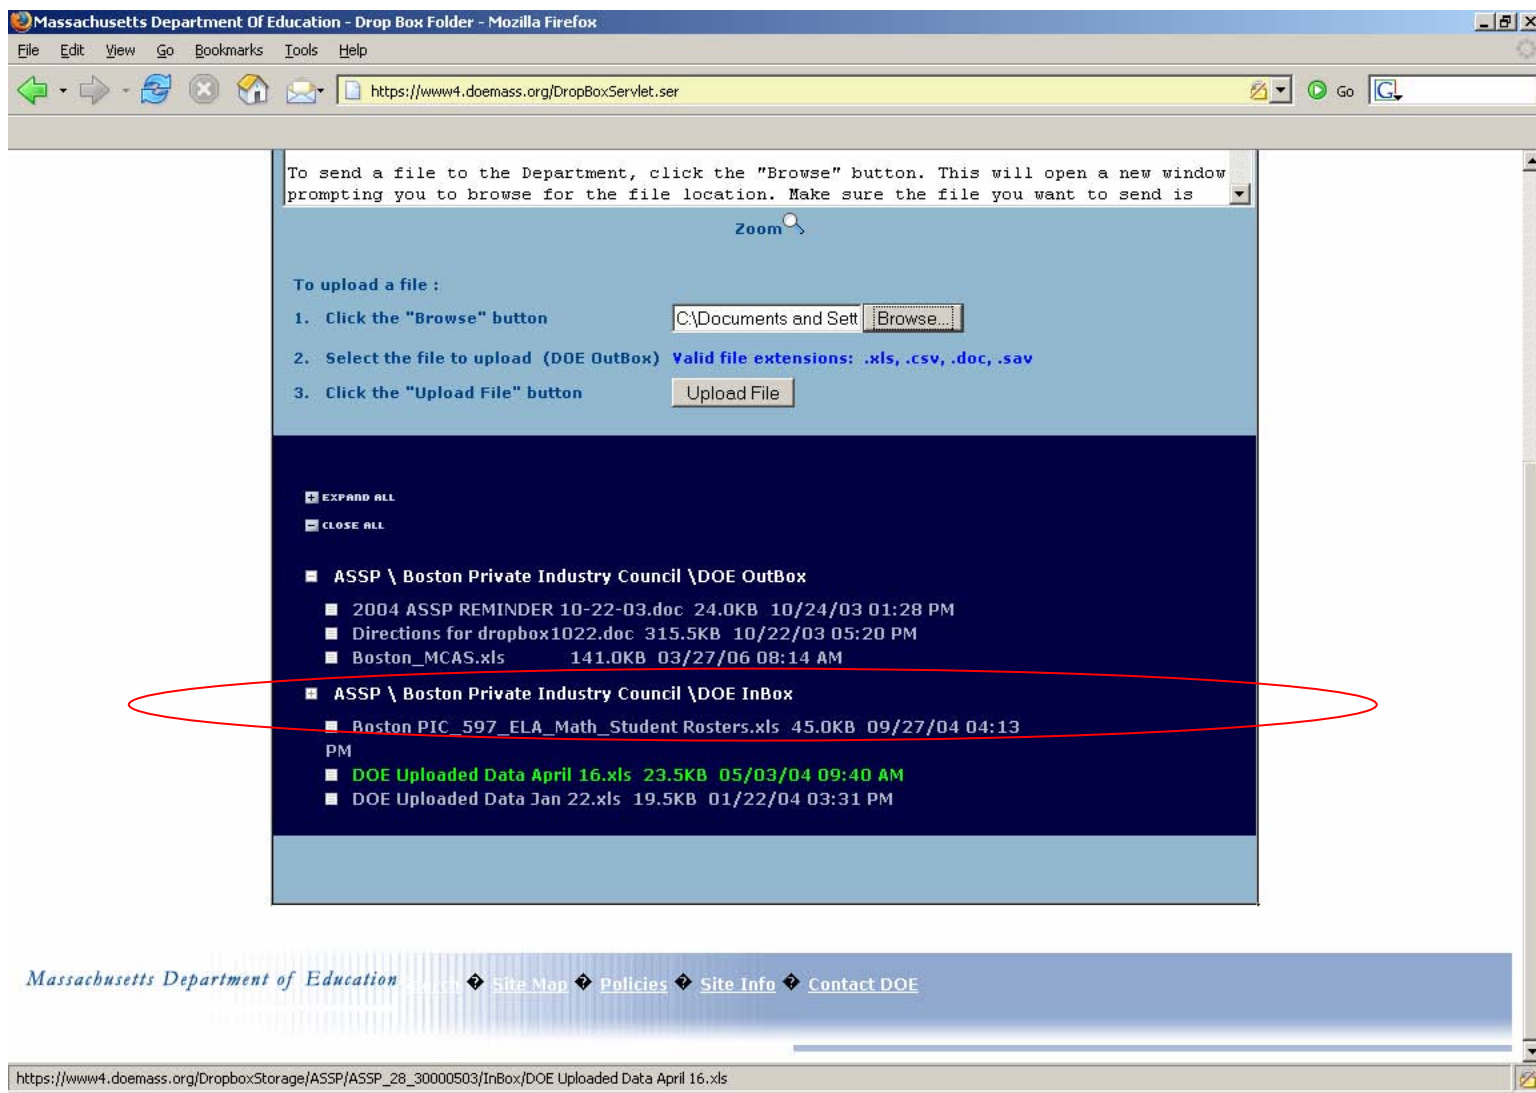 Massachusetts Department Of Education - Drop Box Folder - Mozilla Firefox
File Edit View Go Bookmarks Tools Help
https://www4.doemass.org/DropBoxServlet.ser
Go
G
To send a file to the Department, click the "Browse" button. This will open a new window
prompting you to browse for the file location. Make sure the file you want to send is
Zoom
To upload a file :
1. Click the "Browse" button C:\Documents and Sett Browse...
2. Select the file to upload (DOE OutBox) Valid file extensions: .xls, .csv, .doc, .sav
3. Click the "Upload File" button Upload File
EXPAND ALL
CLOSE ALL
ASSP \ Boston Private Industry Council \DOE OutBox
2004 ASSP REMINDER 10-22-03.doc 24.0KB 10/24/03 01:28 PM
Directions for dropbox1022.doc 315.5KB 10/22/03 05:20 PM
Boston_MCAS.xls 141.0KB 03/27/06 08:14 AM
ASSP \ Boston Private Industry Council \DOE InBox
Boston PIC_597_ELA_Math_Student Rosters.xls 45.0KB 09/27/04 04:13
PM
DOE Uploaded Data April 16.xls 23.5KB 05/03/04 09:40 AM
DOE Uploaded Data Jan 22.xls 19.5KB 01/22/04 03:31 PM
Massachusetts Department of Education � Site Map � Policies � Site Info � Contact DOE
https://www4.doemass.org/DropboxStorage/ASSP/ASSP_28_30000503/InBox/DOE Uploaded Data April 16.xls